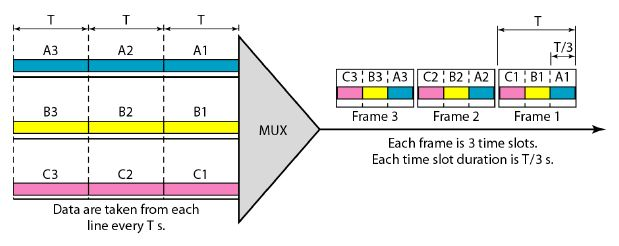 T T T
A3 A2 A1
B3 B2 B1
C3 C2 C1
Data are taken from each
line every T s.
MUX
T
T/3
C3 B3 A3 C2 B2 A2 C1 B1 A1
Frame 3 Frame 2 Frame 1
Each frame is 3 time slots.
Each time slot duration is T/3 s.